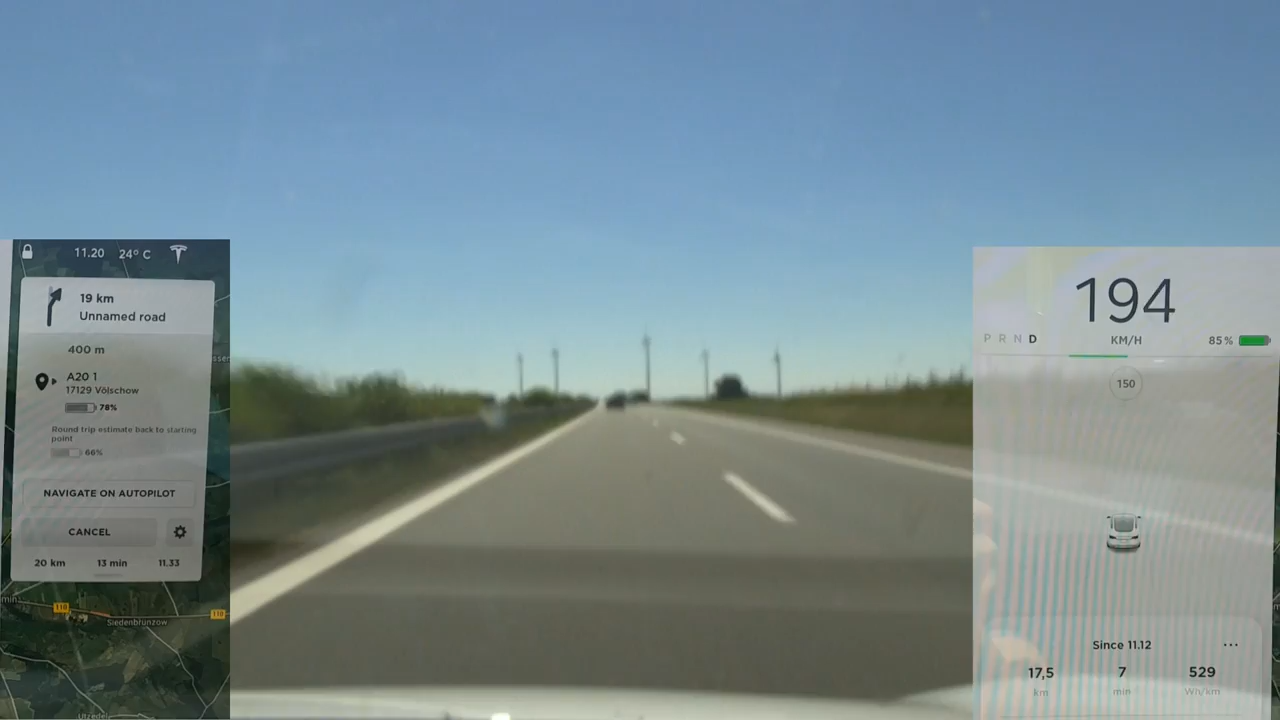 11.20 24° C
19 km
Unnamed road
400 m
A20 1
17129 Völschow
78%
Round trip estimate back to starting
point
66%
NAVIGATE ON AUTOPILOT
CANCEL
20 km 13 min 11.33
110
110
Siedenbrünzow
Utzedel
194
KM/H
P R N D
85%
150
Since 11.12 ...
17,5 7 529
km min Wh/km